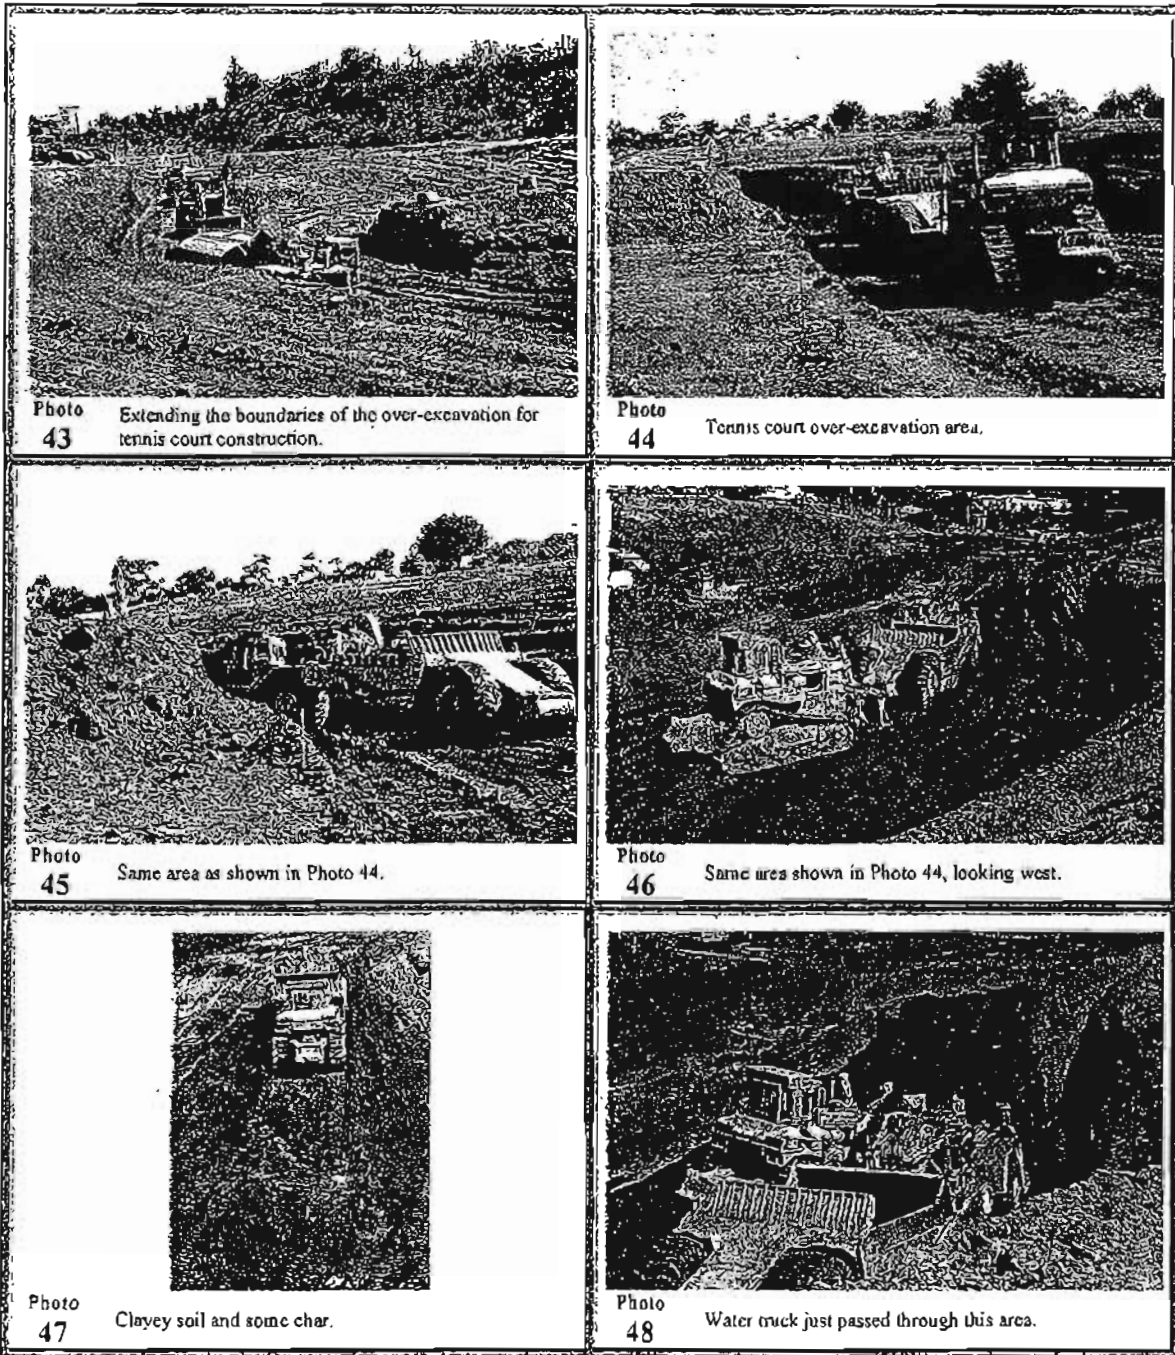 Photo
43
Extending the boundaries of the over-excavation for
tennis court construction.
Photo
44
Tennis court over-excavation area.
Photo
45
Same area as shown in Photo 44.
Photo
46
Same area shown in Photo 44, looking west.
Photo
47
Clayey soil and some char.
Photo
48
Water truck just passed through this area.